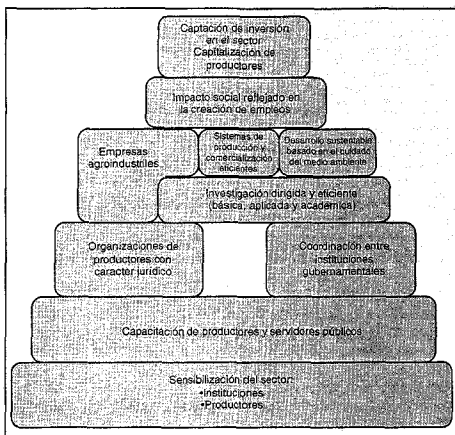 Captación de inversión
en el sector
Capitalización de
productores
Impacto social reflejado en
la creación de empleos
Empresas
agroindustriales
Sistemas de
producción y
comercialización
eficientes
Desarrollo sustentable
basado en el cuidado
del medio ambiente
Investigación dirigida y eficiente
(básica, aplicada y académica)
Organizaciones de
productores con
caracter jurídico
Coordinación entre
instituciones
gubernamentales
Capacitación de productores y servidores públicos
Sensibilización del sector:
•Instituciones
•Productores